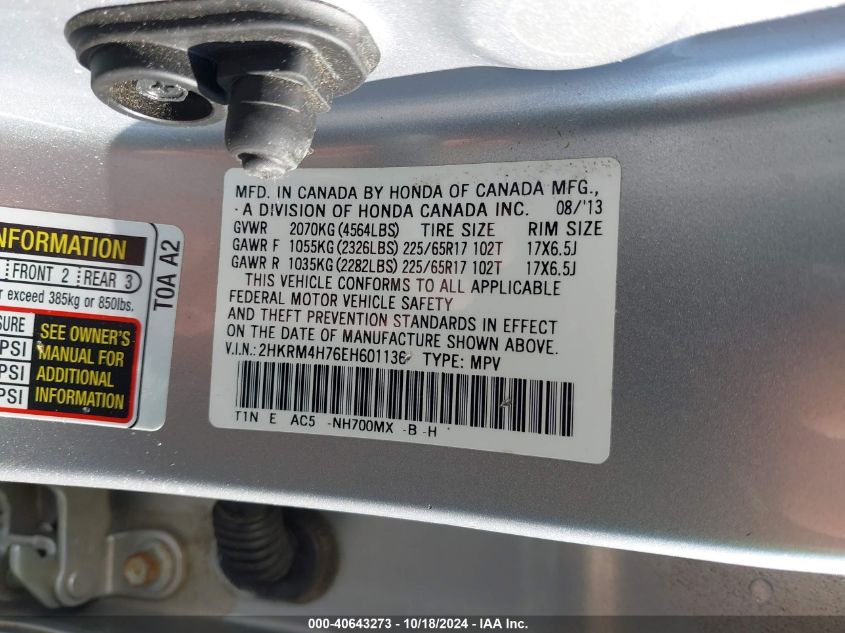 MFD. IN CANADA BY HONDA OF CANADA MFG.,
A DIVISION OF HONDA CANADA INC. 08/'13
GVWR 2070KG(4564LBS) TIRE SIZE RIM SIZE
GAWR F 1055KG(2326LBS) 225/65R17 102T 17X6.5J
GAWR R 1035KG(2282LBS) 225/65R17 102T 17X6.5J
THIS VEHICLE CONFORMS TO ALL APPLICABLE
FEDERAL MOTOR VEHICLE SAFETY
AND THEFT PREVENTION STANDARDS IN EFFECT
ON THE DATE OF MANUFACTURE SHOWN ABOVE.
V.I.N.: 2HKRM4H76EH601136 TYPE: MPV
T1N E AC5 -NH700MX -B -H
NFORMATION
FRONT 2 REAR 3
exceed 385kg or 850lbs.
T0A A2
SURE
PSI
PSI
PSI
SEE OWNER'S
MANUAL FOR
ADDITIONAL
INFORMATION
000-40643273 - 10/18/2024 - IAA Inc.